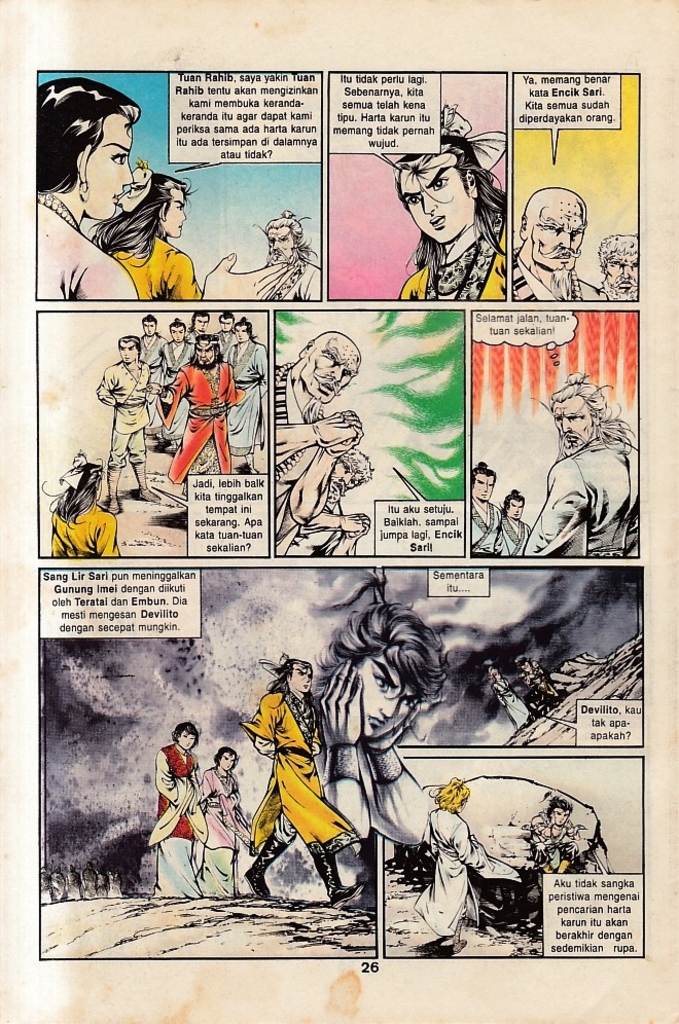 Tuan Rahib, saya yakin Tuan
Rahib tentu akan mengizinkan
kami membuka keranda-
keranda itu agar dapat kami
periksa sama ada harta karun
itu ada tersimpan di dalamnya
atau tidak?
Itu tidak perlu lagi.
Sebenarnya, kita
semua telah kena
tipu. Harta karun itu
memang tidak pernah
wujud.
Ya, memang benar
kata Encik Sari.
Kita semua sudah
diperdayakan orang.
Jadi, lebih balk
kita tinggalkan
tempat ini
sekarang. Apa
kata tuan-tuan
sekalian?
Itu aku setuju.
Balklah, sampai
jumpa lagi, Encik
Sari!
Selamat jalan, tuan-
tuan sekalian!
Sang Lir Sari pun meninggalkan
Gunung Imei dengan diikuti
oleh Teratai dan Embun. Dia
mesti mengesan Devilito
dengan secepat mungkin.
Sementara
itu....
Devilito, kau
tak apa-
apakah?
Aku tidak sangka
peristiwa mengenai
pencarian harta
karun itu akan
berakhir dengan
sedemikian rupa.
26